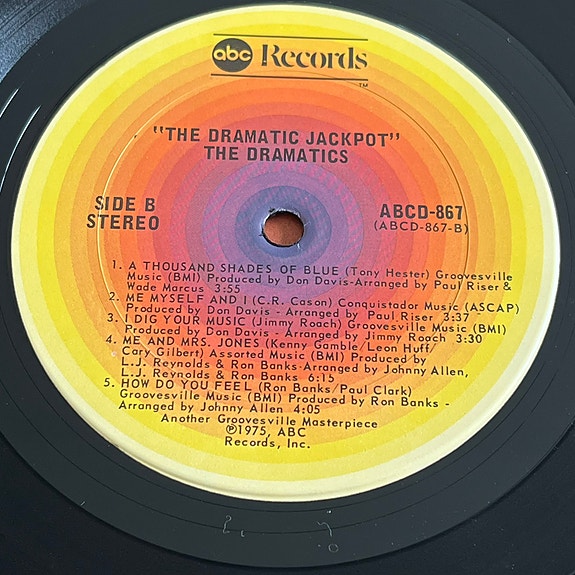 abc Records
TM
"THE DRAMATIC JACKPOT"
THE DRAMATICS
SIDE B
STEREO
ABCD-867
(ABCD-867-B)
1. A THOUSAND SHADES OF BLUE (Tony Hester) Groovesville
Music (BMI) Produced by Don Davis-Arranged by Paul Riser &
Wade Marcus 3:55
2. ME MYSELF AND I (C.R. Cason) Conquistador Music (ASCAP)
Produced by Don Davis - Arranged by Paul Riser 3:37
3. I DIG YOUR MUSIC (Jimmy Roach) Groovesville Music (BMI)
Produced by Don Davis - Arranged by Jimmy Roach 3:30
4. ME AND MRS. JONES (Kenny Gamble/Leon Huff/
Cary Gilbert) Assorted Music (BMI) Produced by
L.J. Reynolds & Ron Banks-Arranged by Johnny Allen,
L.J. Reynolds & Ron Banks 6:15
5. HOW DO YOU FEEL (Ron Banks/Paul Clark)
Groovesville Music (BMI) Produced by Ron Banks -
Arranged by Johnny Allen 4:05
Another Groovesville Masterpiece
℗1975, ABC
Records, Inc.